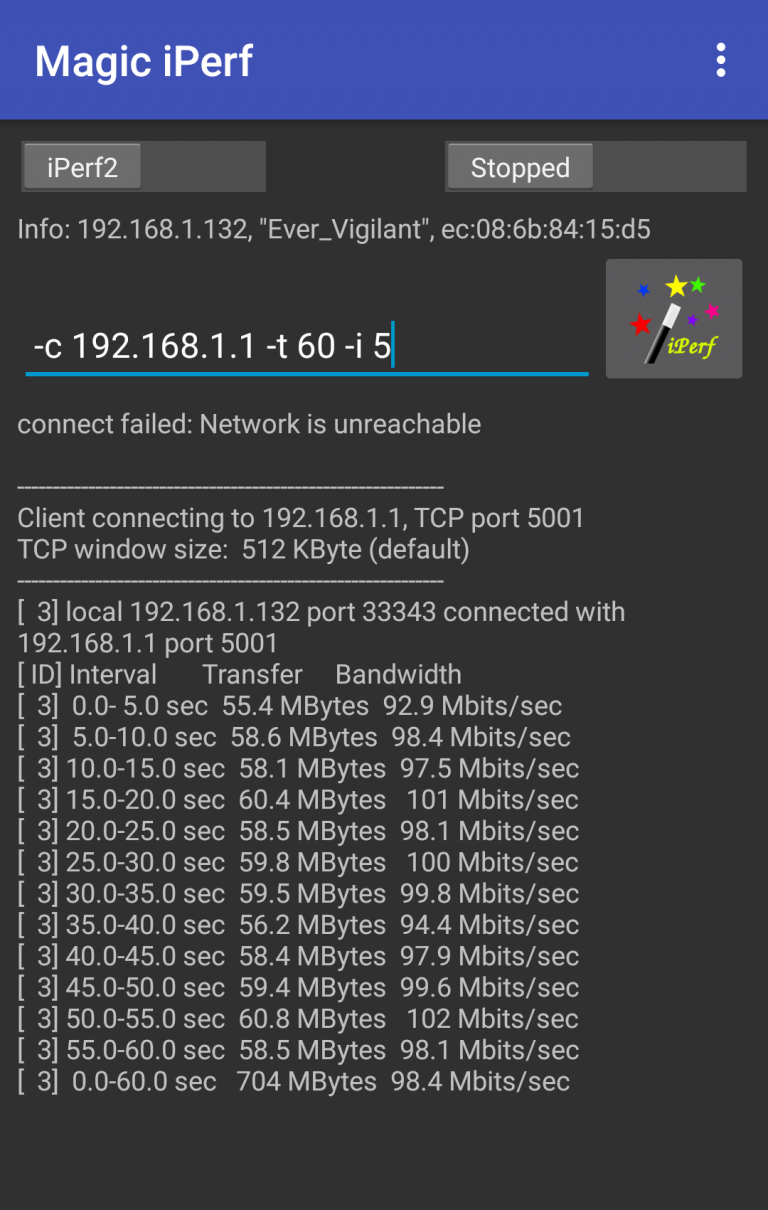 Magic iPerf
iPerf2
Stopped
Info: 192.168.1.132, "Ever_Vigilant", ec:08:6b:84:15:d5
-c 192.168.1.1 -t 60 -i 5
iPerf
connect failed: Network is unreachable
------------------------------------------------------------
Client connecting to 192.168.1.1, TCP port 5001
TCP window size:  512 KByte (default)
------------------------------------------------------------
[  3] local 192.168.1.132 port 33343 connected with
192.168.1.1 port 5001
[ ID] Interval       Transfer     Bandwidth
[  3]  0.0- 5.0 sec  55.4 MBytes  92.9 Mbits/sec
[  3]  5.0-10.0 sec  58.6 MBytes  98.4 Mbits/sec
[  3] 10.0-15.0 sec  58.1 MBytes  97.5 Mbits/sec
[  3] 15.0-20.0 sec  60.4 MBytes   101 Mbits/sec
[  3] 20.0-25.0 sec  58.5 MBytes  98.1 Mbits/sec
[  3] 25.0-30.0 sec  59.8 MBytes   100 Mbits/sec
[  3] 30.0-35.0 sec  59.5 MBytes  99.8 Mbits/sec
[  3] 35.0-40.0 sec  56.2 MBytes  94.4 Mbits/sec
[  3] 40.0-45.0 sec  58.4 MBytes  97.9 Mbits/sec
[  3] 45.0-50.0 sec  59.4 MBytes  99.6 Mbits/sec
[  3] 50.0-55.0 sec  60.8 MBytes   102 Mbits/sec
[  3] 55.0-60.0 sec  58.5 MBytes  98.1 Mbits/sec
[  3]  0.0-60.0 sec   704 MBytes  98.4 Mbits/sec